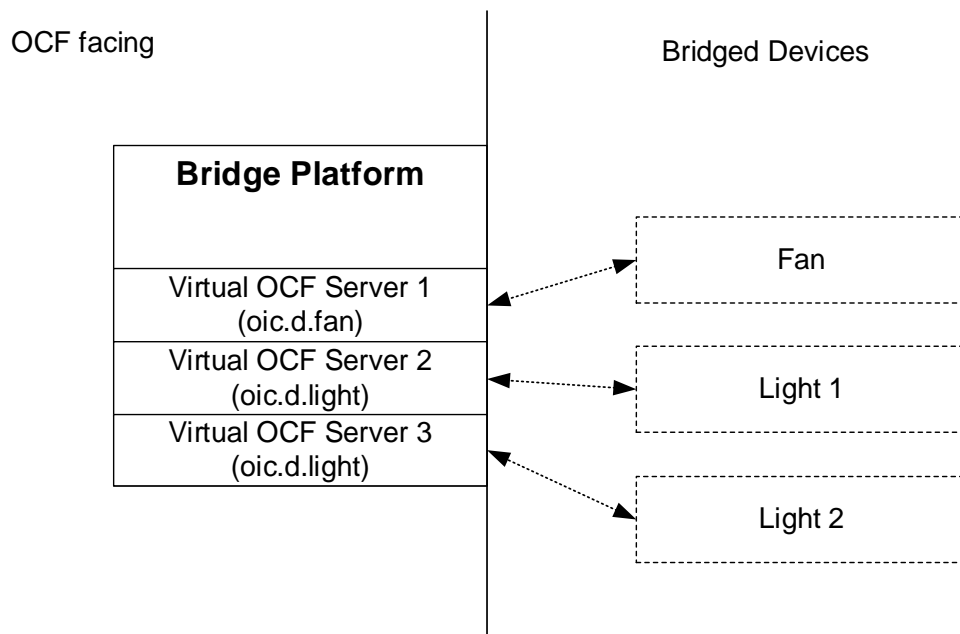 OCF facing
Bridged Devices
Bridge Platform
Virtual OCF Server 1
(oic.d.fan)
Virtual OCF Server 2
(oic.d.light)
Virtual OCF Server 3
(oic.d.light)
Fan
Light 1
Light 2